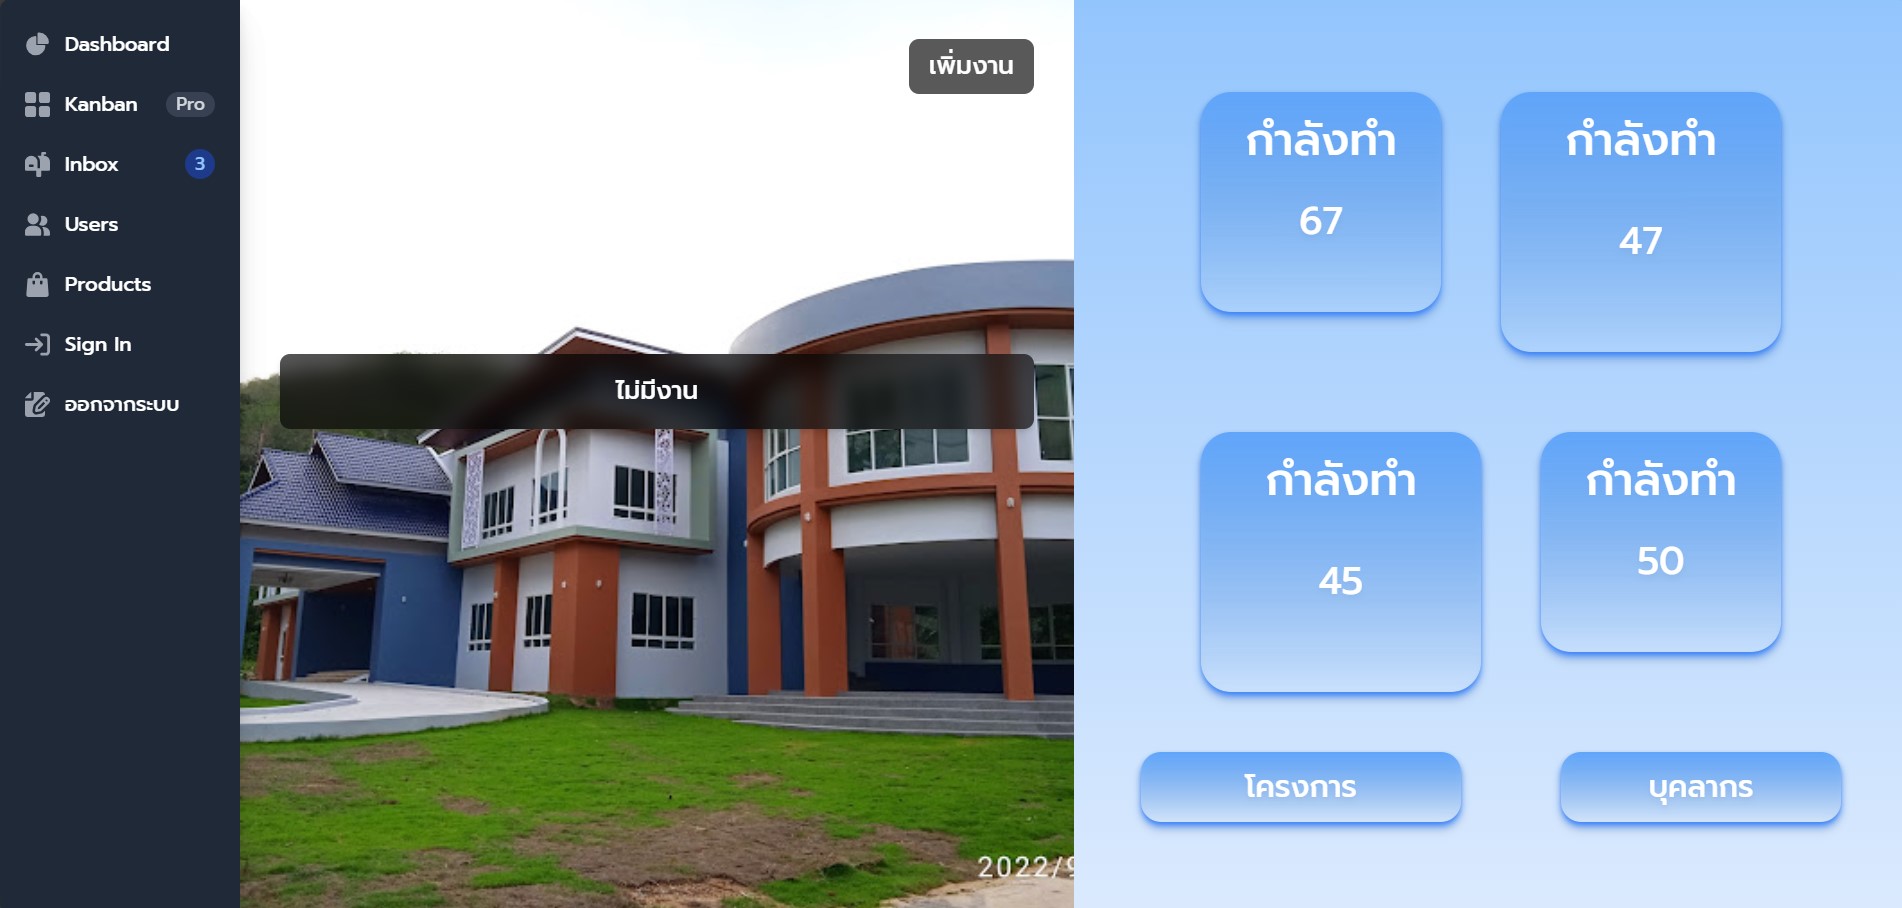 Dashboard
Kanban Pro
Inbox 3
Users
Products
Sign In
ออกจากระบบ
เพิ่มงาน
ไม่มีงาน
2022/9
กำลังทำ
67
กำลังทำ
47
กำลังทำ
45
กำลังทำ
50
โครงการ
บุคลากร